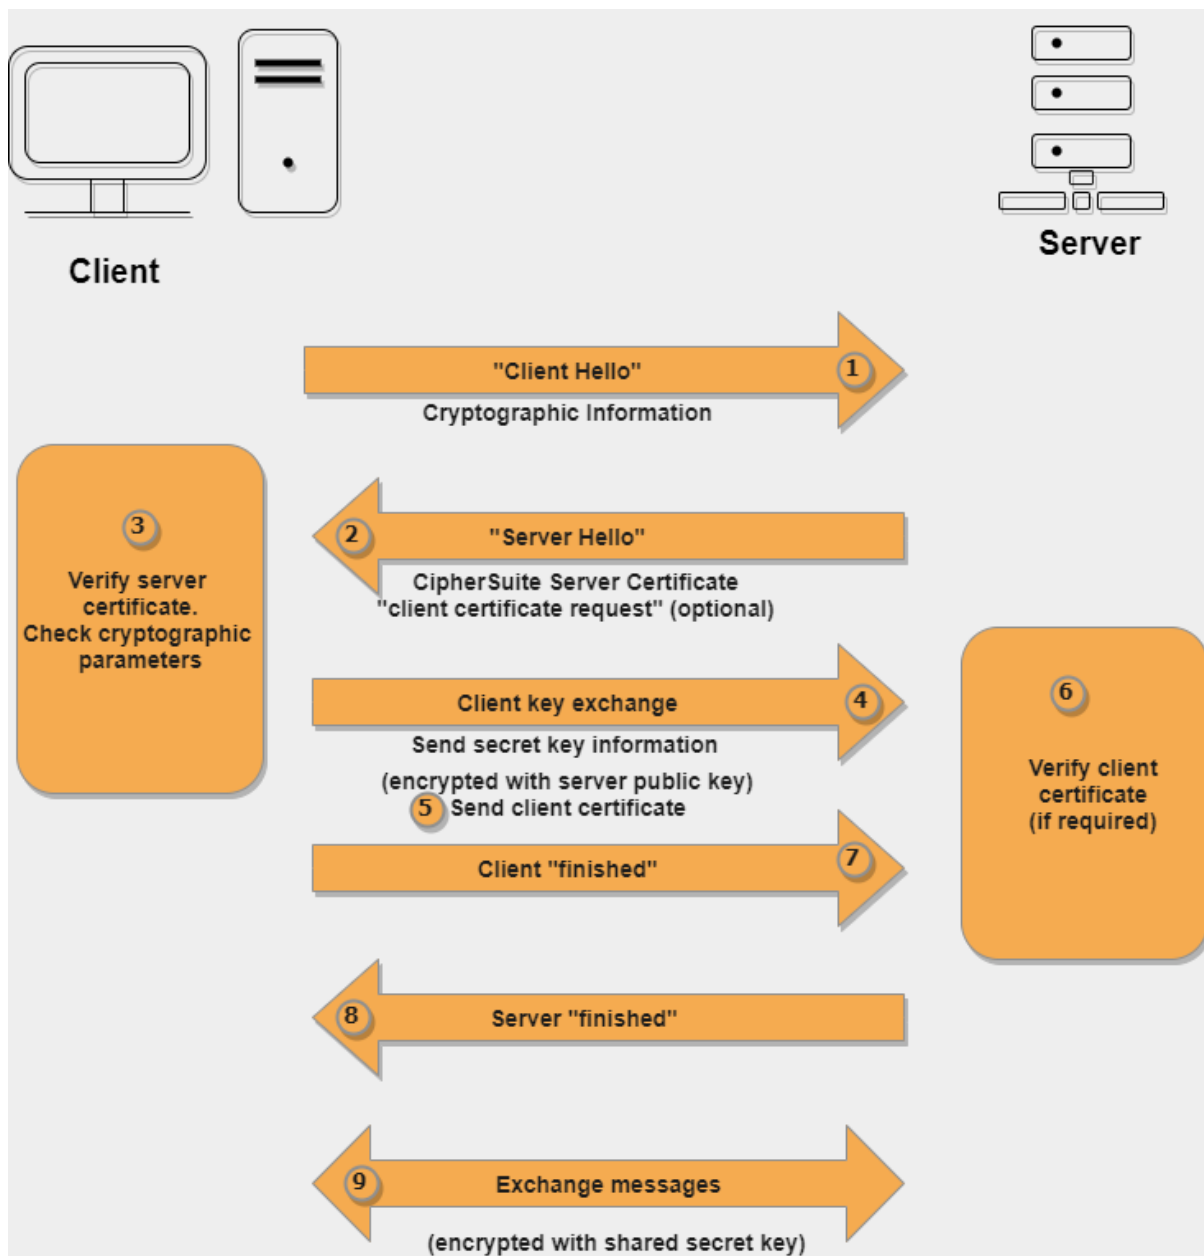 Client
Server
"Client Hello"
1
Cryptographic Information
2
"Server Hello"
CipherSuite Server Certificate
"client certificate request" (optional)
3
Verify server
certificate.
Check cryptographic
parameters
Client key exchange
4
Send secret key information
(encrypted with server public key)
5 Send client certificate
6
Verify client
certificate
(if required)
Client "finished"
7
8
Server "finished"
9
Exchange messages
(encrypted with shared secret key)